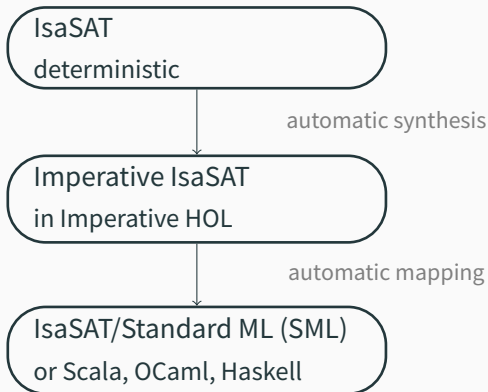 IsaSAT
deterministic
automatic synthesis
Imperative IsaSAT
in Imperative HOL
automatic mapping
IsaSAT/Standard ML (SML)
or Scala, OCaml, Haskell